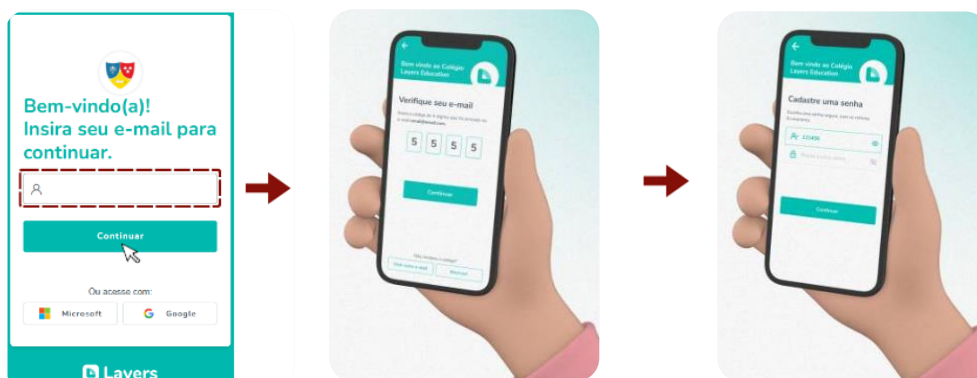 Bem-vindo(a)!
Insira seu e-mail para
continuar.
Continuar
Ou acesse com:
Microsoft
Google
Layers
Bem vindo ao Colégio
Layers Education
Verifique seu e-mail
5 5 5 5
Continuar
Bem vindo ao Colégio
Layers Education
Cadastre uma senha
123456
Continuar